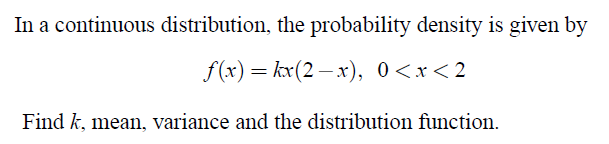 In a continuous distribution, the probability density is given by
f(x) = kx(2 – x), 0 < x < 2
Find k, mean, variance and the distribution function.